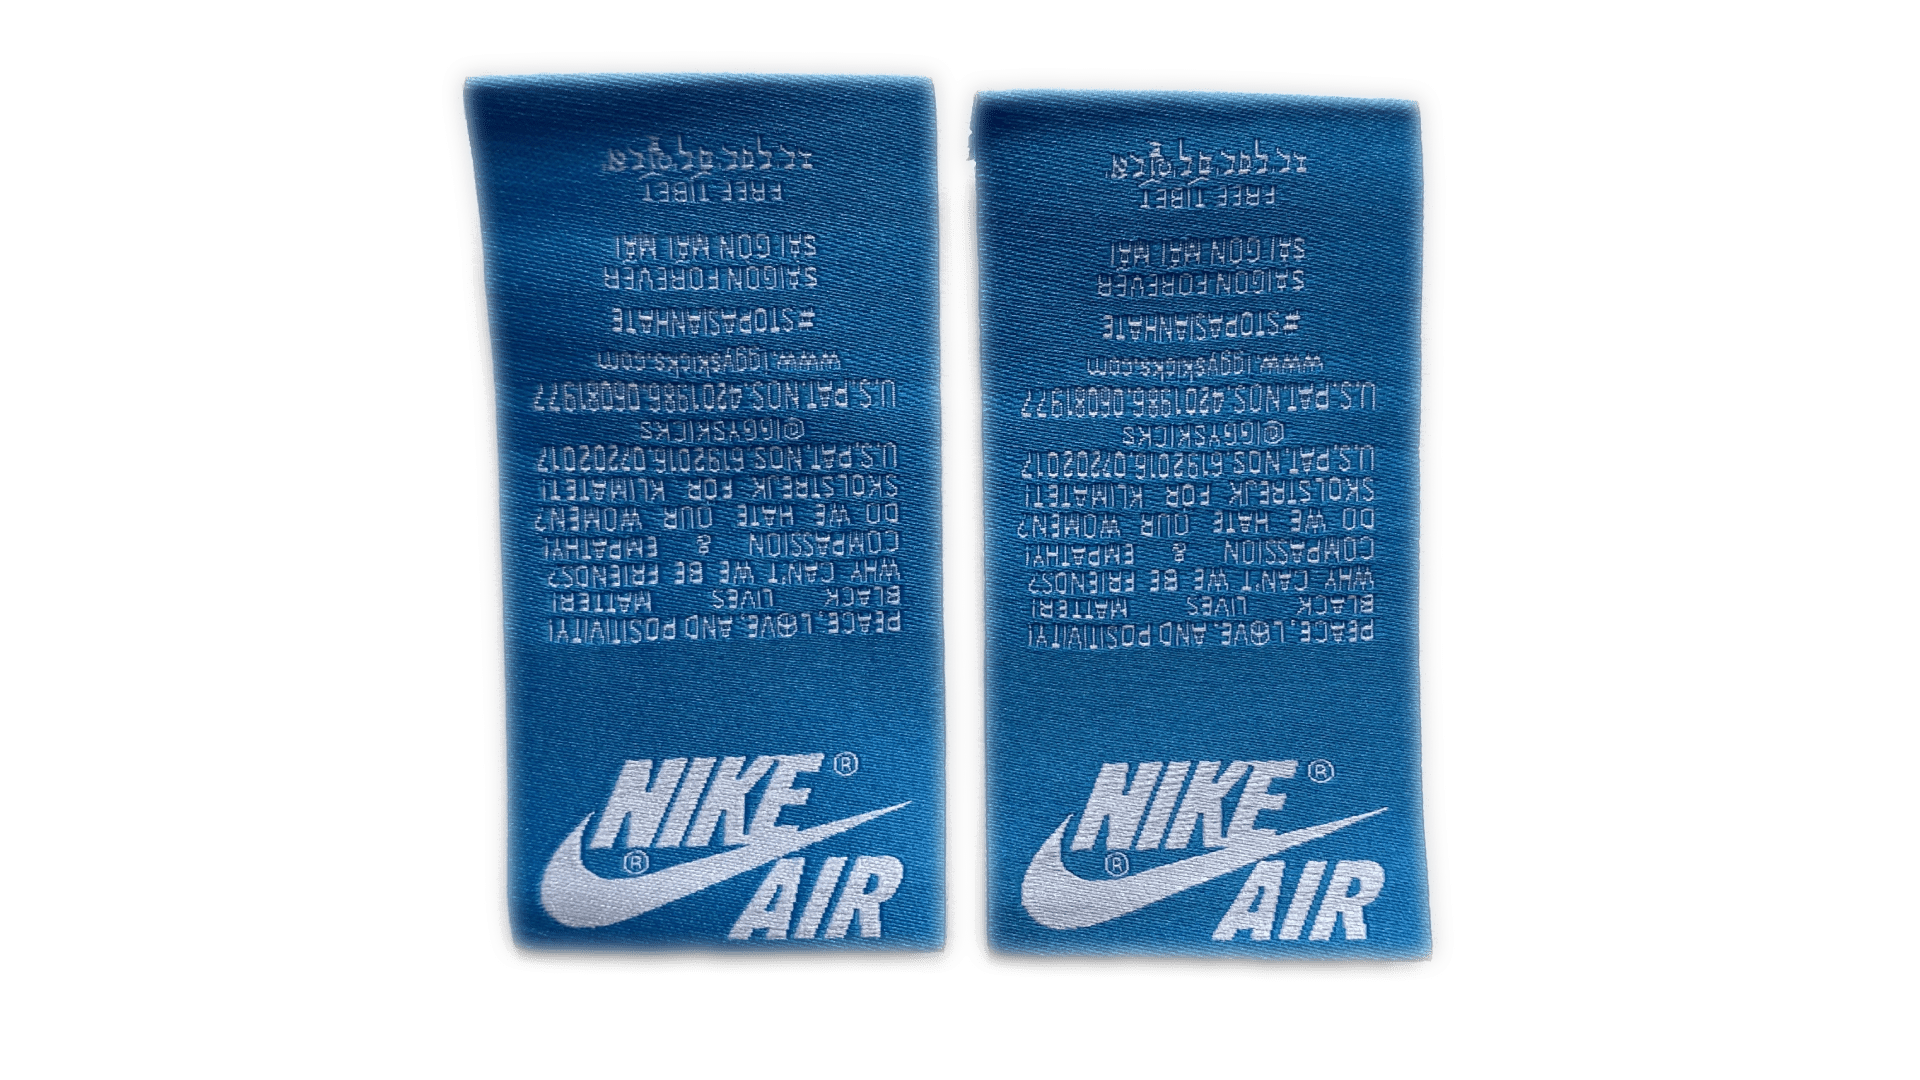 PEACE, LOVE, AND POSITIVITY!
BLACK LIVES MATTER!
WHY CAN'T WE BE FRIENDS?
COMPASSION & EMPATHY!
DO WE HATE OUR WOMEN?
SKOLSTREJK FÖR KLIMATET!
U.S.PAT.NOS.6192016.07202017
@IGGYSKICKS
U.S.PAT.NOS.4201986.06081977
www.iggyskicks.com
#STOPASIANHATE
SAIGON FOREVER
SÀI GÒN MÃI MÃI
FREE TIBET
NIKE ®
®
AIR
PEACE, LOVE, AND POSITIVITY!
BLACK LIVES MATTER!
WHY CAN'T WE BE FRIENDS?
COMPASSION & EMPATHY!
DO WE HATE OUR WOMEN?
SKOLSTREJK FÖR KLIMATET!
U.S.PAT.NOS.6192016.07202017
@IGGYSKICKS
U.S.PAT.NOS.4201986.06081977
www.iggyskicks.com
#STOPASIANHATE
SAIGON FOREVER
SÀI GÒN MÃI MÃI
FREE TIBET
NIKE ®
®
AIR